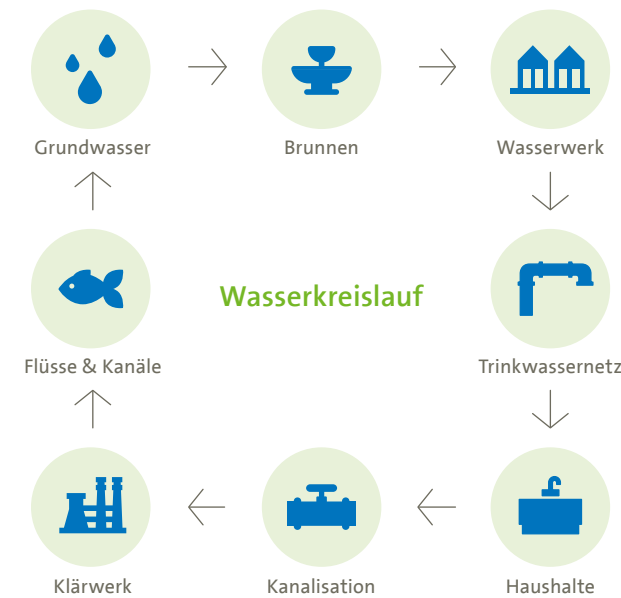 Grundwasser
Brunnen
Wasserwerk
Wasserkreislauf
Flüsse & Kanäle
Trinkwassernetz
Klärwerk
Kanalisation
Haushalte